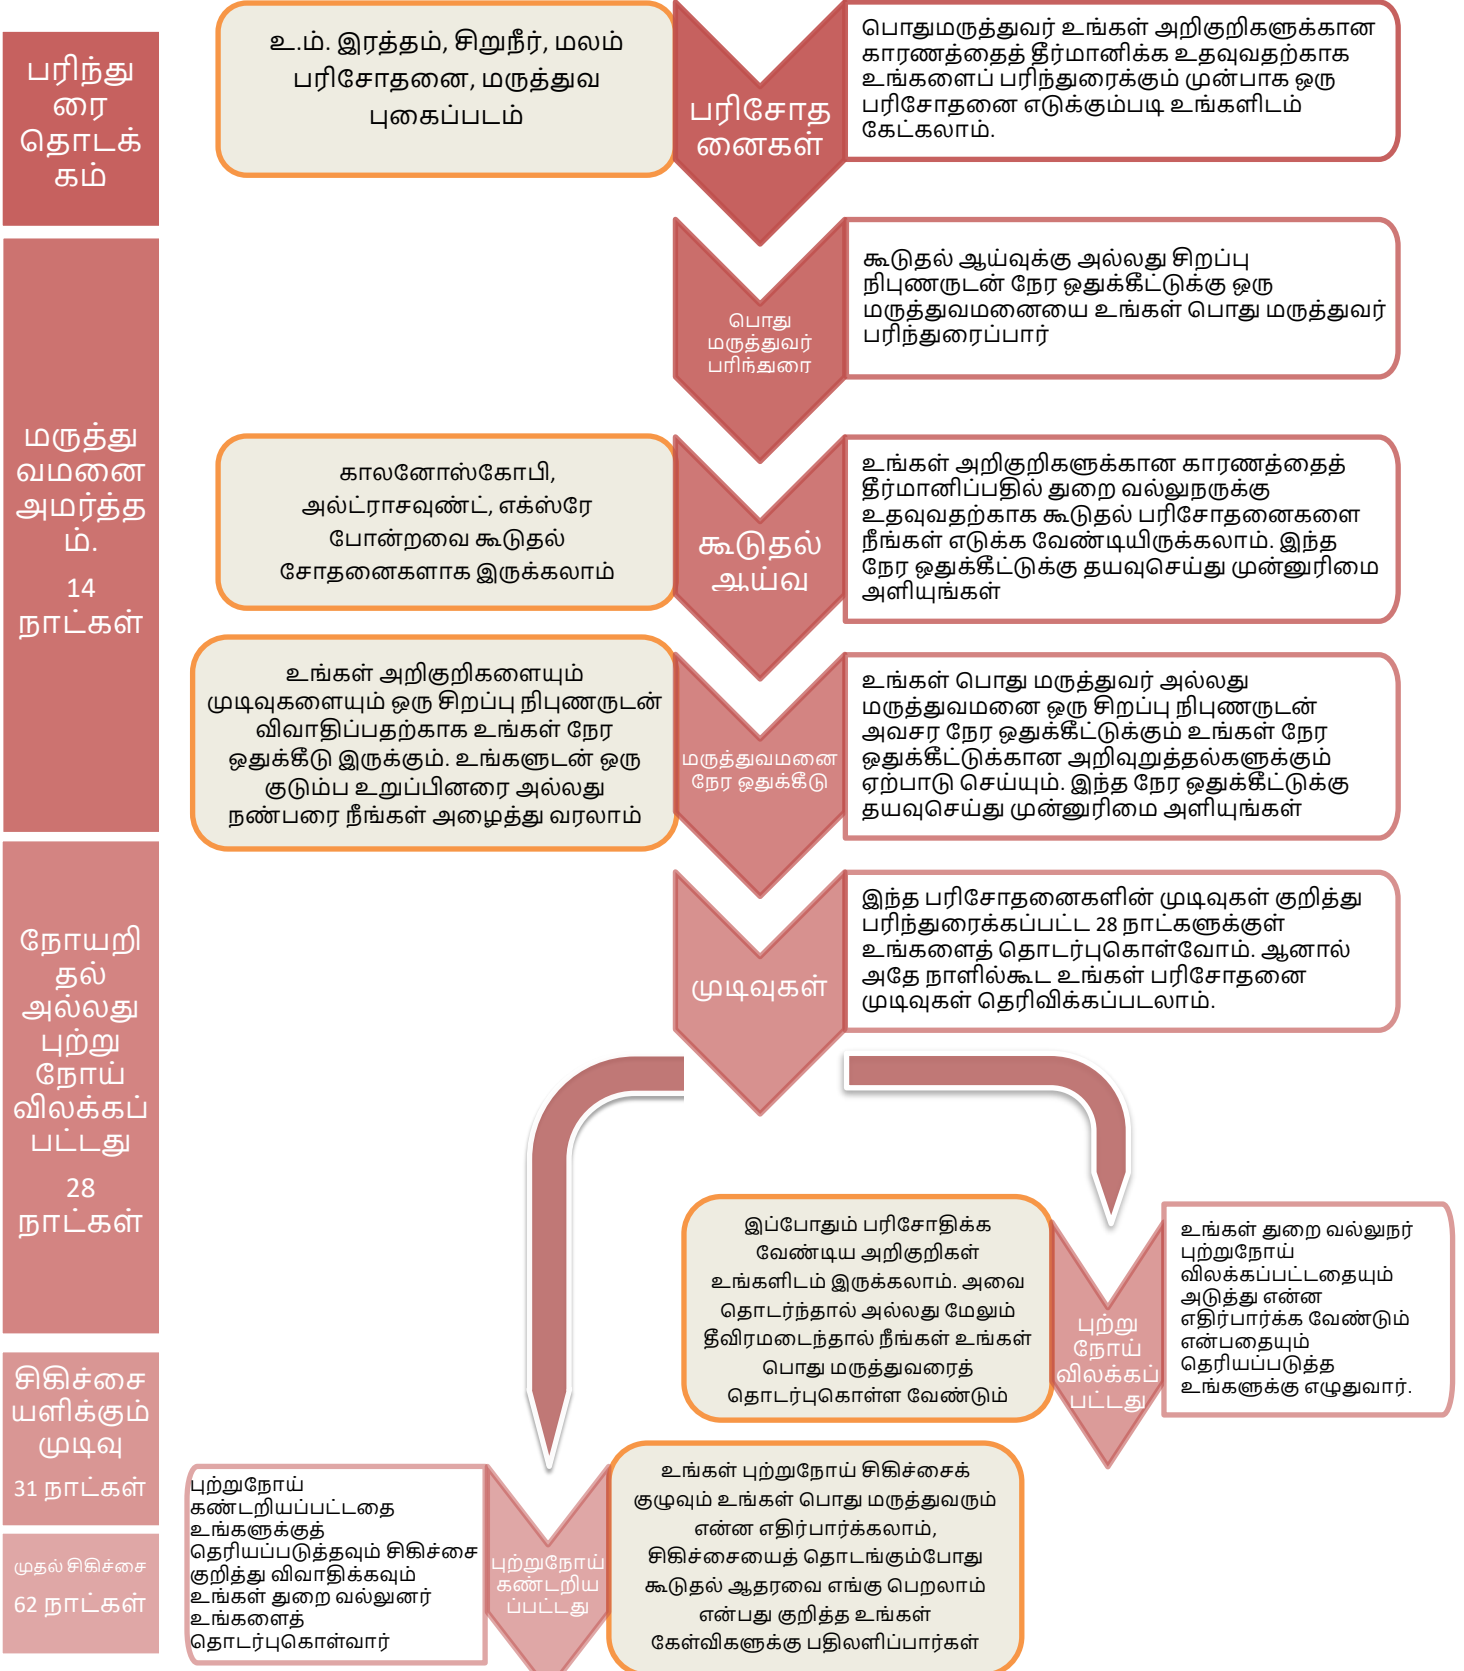 பரிந்து
ரை
தொடக்
கம்
உ.ம். இரத்தம், சிறுநீர், மலம்
பரிசோதனை, மருத்துவ
புகைப்படம்
பரிசோத
னைகள்
பொதுமருத்துவர் உங்கள் அறிகுறிகளுக்கான
காரணத்தைத் தீர்மானிக்க உதவுவதற்காக
உங்களைப் பரிந்துரைக்கும் முன்பாக ஒரு
பரிசோதனை எடுக்கும்படி உங்களிடம்
கேட்கலாம்.
மருத்து
வமனை
அமர்த்த
ம்.
14
நாட்கள்
பொது
மருத்துவர்
பரிந்துரை
கூடுதல் ஆய்வுக்கு அல்லது சிறப்பு
நிபுணருடன் நேர ஒதுக்கீட்டுக்கு ஒரு
மருத்துவமனையை உங்கள் பொது மருத்துவர்
பரிந்துரைப்பார்
காலனோஸ்கோபி,
அல்ட்ராசவுண்ட், எக்ஸ்ரே
போன்றவை கூடுதல்
சோதனைகளாக இருக்கலாம்
கூடுதல்
ஆய்வு
உங்கள் அறிகுறிகளுக்கான காரணத்தைத்
தீர்மானிப்பதில் துறை வல்லுநருக்கு
உதவுவதற்காக கூடுதல் பரிசோதனைகளை
நீங்கள் எடுக்க வேண்டியிருக்கலாம். இந்த
நேர ஒதுக்கீட்டுக்கு தயவுசெய்து முன்னுரிமை
அளியுங்கள்
உங்கள் அறிகுறிகளையும்
முடிவுகளையும் ஒரு சிறப்பு நிபுணருடன்
விவாதிப்பதற்காக உங்கள் நேர
ஒதுக்கீடு இருக்கும். உங்களுடன் ஒரு
குடும்ப உறுப்பினரை அல்லது
நண்பரை நீங்கள் அழைத்து வரலாம்
மருத்துவமனை
நேர ஒதுக்கீடு
உங்கள் பொது மருத்துவர் அல்லது
மருத்துவமனை ஒரு சிறப்பு நிபுணருடன்
அவசர நேர ஒதுக்கீட்டுக்கும் உங்கள் நேர
ஒதுக்கீட்டுக்கான அறிவுறுத்தல்களுக்கும்
ஏற்பாடு செய்யும். இந்த நேர ஒதுக்கீட்டுக்கு
தயவுசெய்து முன்னுரிமை அளியுங்கள்
நோயறி
தல்
அல்லது
புற்று
நோய்
விலக்கப்
பட்டது
28
நாட்கள்
முடிவுகள்
இந்த பரிசோதனைகளின் முடிவுகள் குறித்து
பரிந்துரைக்கப்பட்ட 28 நாட்களுக்குள்
உங்களைத் தொடர்புகொள்வோம். ஆனால்
அதே நாளில்கூட உங்கள் பரிசோதனை
முடிவுகள் தெரிவிக்கப்படலாம்.
இப்போதும் பரிசோதிக்க
வேண்டிய அறிகுறிகள்
உங்களிடம் இருக்கலாம். அவை
தொடர்ந்தால் அல்லது மேலும்
தீவிரமடைந்தால் நீங்கள் உங்கள்
பொது மருத்துவரைத்
தொடர்புகொள்ள வேண்டும்
புற்று
நோய்
விலக்கப்
பட்டது
உங்கள் துறை வல்லுநர்
புற்றுநோய்
விலக்கப்பட்டதையும்
அடுத்து என்ன
எதிர்பார்க்க வேண்டும்
என்பதையும்
தெரியப்படுத்த
உங்களுக்கு எழுதுவார்.
சிகிச்சை
யளிக்கும்
முடிவு
31 நாட்கள்
முதல் சிகிச்சை
62 நாட்கள்
புற்றுநோய்
கண்டறியப்பட்டதை
உங்களுக்குத்
தெரியப்படுத்தவும் சிகிச்சை
குறித்து விவாதிக்கவும்
உங்கள் துறை வல்லுனர்
உங்களைத்
தொடர்புகொள்வார்
புற்றுநோய்
கண்டறிய
ப்பட்டது
உங்கள் புற்றுநோய் சிகிச்சைக்
குழுவும் உங்கள் பொது மருத்துவரும்
என்ன எதிர்பார்க்கலாம்,
சிகிச்சையைத் தொடங்கும்போது
கூடுதல் ஆதரவை எங்கு பெறலாம்
என்பது குறித்த உங்கள்
கேள்விகளுக்கு பதிலளிப்பார்கள்